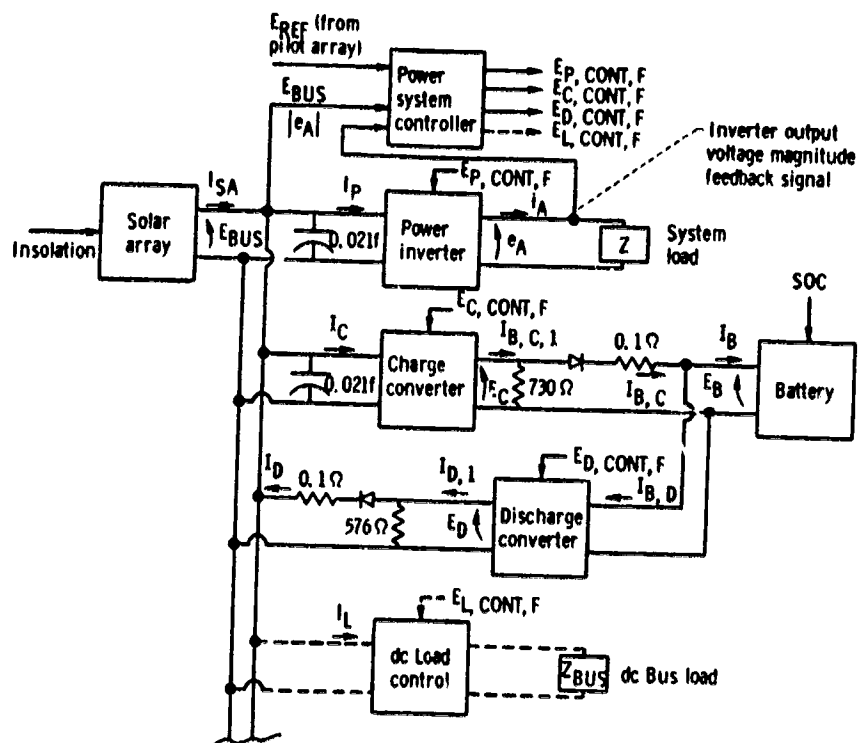 E_REF (from
pilot array)
E_BUS
|e_A|
Power
system
controller
E_P, CONT, F
E_C, CONT, F
E_D, CONT, F
E_L, CONT, F
Inverter output
voltage magnitude
feedback signal
Insolation
Solar
array
I_SA
E_BUS
0.021f
I_P
E_P, CONT, F
Power
inverter
i_A
e_A
Z
System
load
I_C
0.021f
E_C, CONT, F
Charge
converter
I_B, C, 1
E_C
730 Ω
0.1 Ω
I_B, C
I_B
E_B
SOC
Battery
I_D
0.1 Ω
576 Ω
I_D, 1
E_D
E_D, CONT, F
Discharge
converter
I_B, D
I_L
E_L, CONT, F
dc Load
control
Z_BUS
dc Bus load